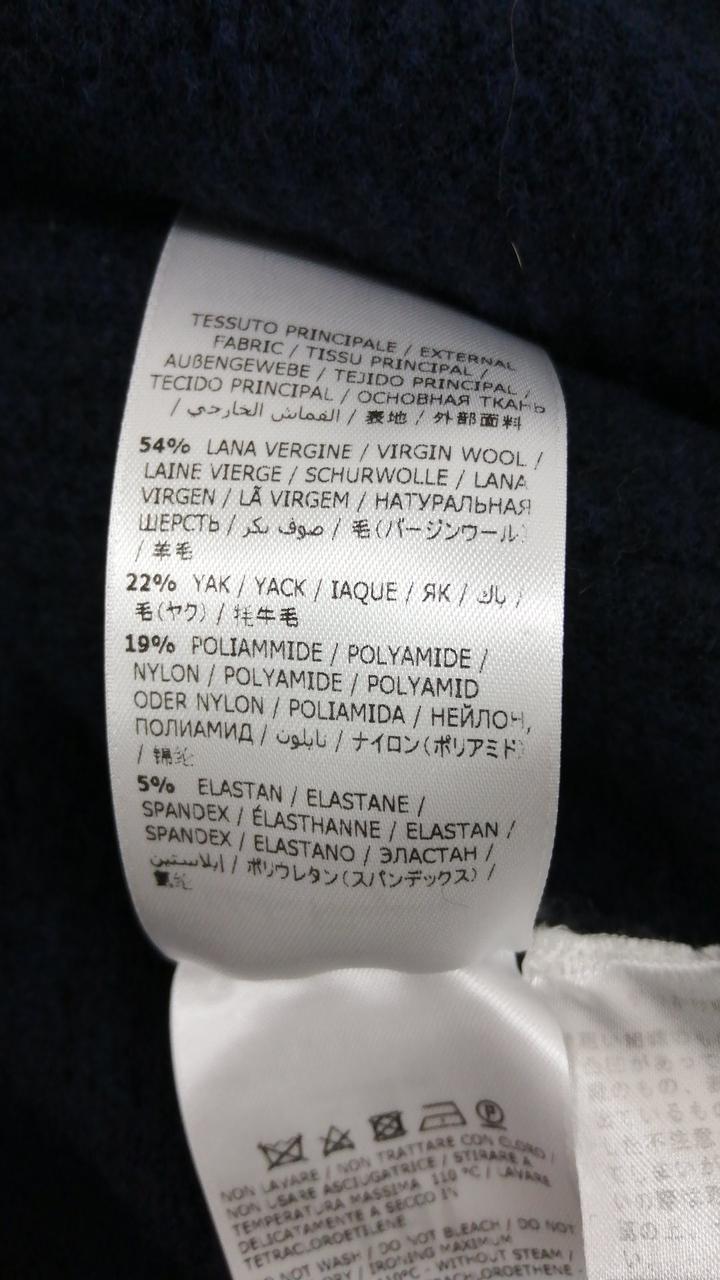 TESSUTO PRINCIPALE / EXTERNAL
FABRIC / TISSU PRINCIPAL /
AUßENGEWEBE / TEJIDO PRINCIPAL /
TECIDO PRINCIPAL / ОСНОВНАЯ ТКАНЬ
/ القماش الخارجي / 表地 / 外部面料
54% LANA VERGINE / VIRGIN WOOL /
LAINE VIERGE / SCHURWOLLE / LANA
VIRGEN / LÃ VIRGEM / НАТУРАЛЬНАЯ
ШЕРСТЬ / صوف بكر / 毛(バージンウール)
/ 羊毛
22% YAK / YACK / IAQUE / ЯК / ياك /
毛(ヤク) / 牦牛毛
19% POLIAMMIDE / POLYAMIDE /
NYLON / POLYAMIDE / POLYAMID
ODER NYLON / POLIAMIDA / НЕЙЛОН,
ПОЛИАМИД / نايلون / ナイロン(ポリアミド)
/ 锦纶
5% ELASTAN / ELASTANE /
SPANDEX / ÉLASTHANNE / ELASTAN /
SPANDEX / ELASTANO / ЭЛАСТАН /
إيلاستين / ポリウレタン(スパンデックス) /
氨纶
NON LAVARE / NON TRATTARE CON CLORO /
NON USARE ASCIUGATRICE / STIRARE A
TEMPERATURA MASSIMA 110 °C / LAVARE
DELICATAMENTE A SECCO IN
TETRACLOROETILENE
DO NOT WASH / DO NOT BLEACH / DO NOT
DRY / IRONING MAXIMUM
110°C - WITHOUT STEAM /